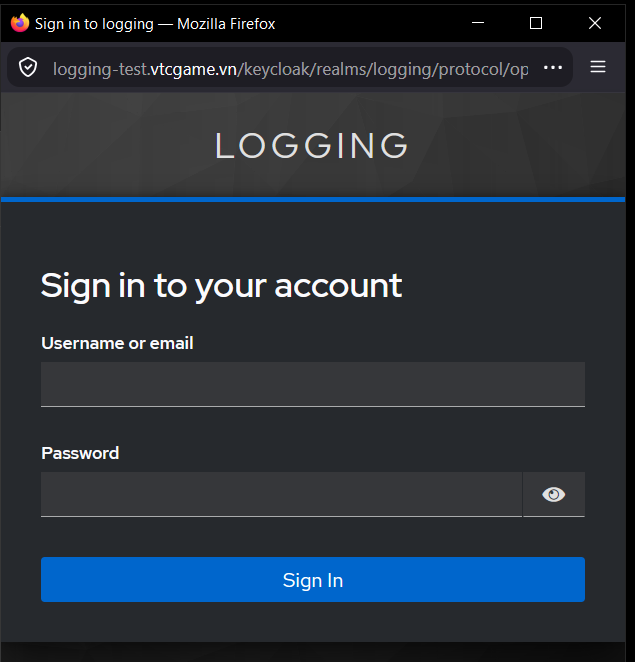 Sign in to logging — Mozilla Firefox
logging-test.vtcgame.vn/keycloak/realms/logging/protocol/op
LOGGING
Sign in to your account
Username or email
Password
Sign In